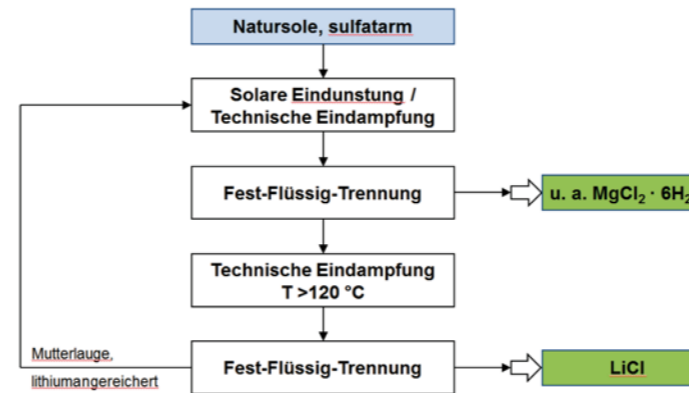 Natursole, sulfatarm
Solare Eindunstung /
Technische Eindampfung
Fest-Flüssig-Trennung
u. a. MgCl₂ · 6H₂
Technische Eindampfung
T >120 °C
Mutterlauge,
lithiumangereichert
Fest-Flüssig-Trennung
LiCl